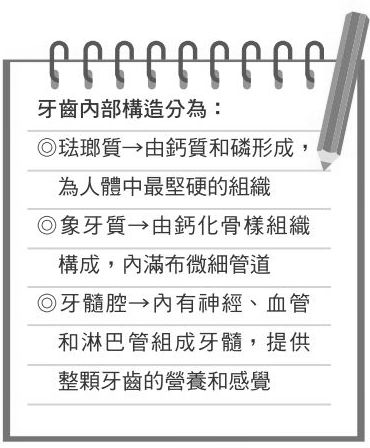 牙齒內部構造分為：
◎琺瑯質→由鈣質和磷形成，
為人體中最堅硬的組織
◎象牙質→由鈣化骨樣組織
構成，內滿布微細管道
◎牙髓腔→內有神經、血管
和淋巴管組成牙髓，提供
整顆牙齒的營養和感覺